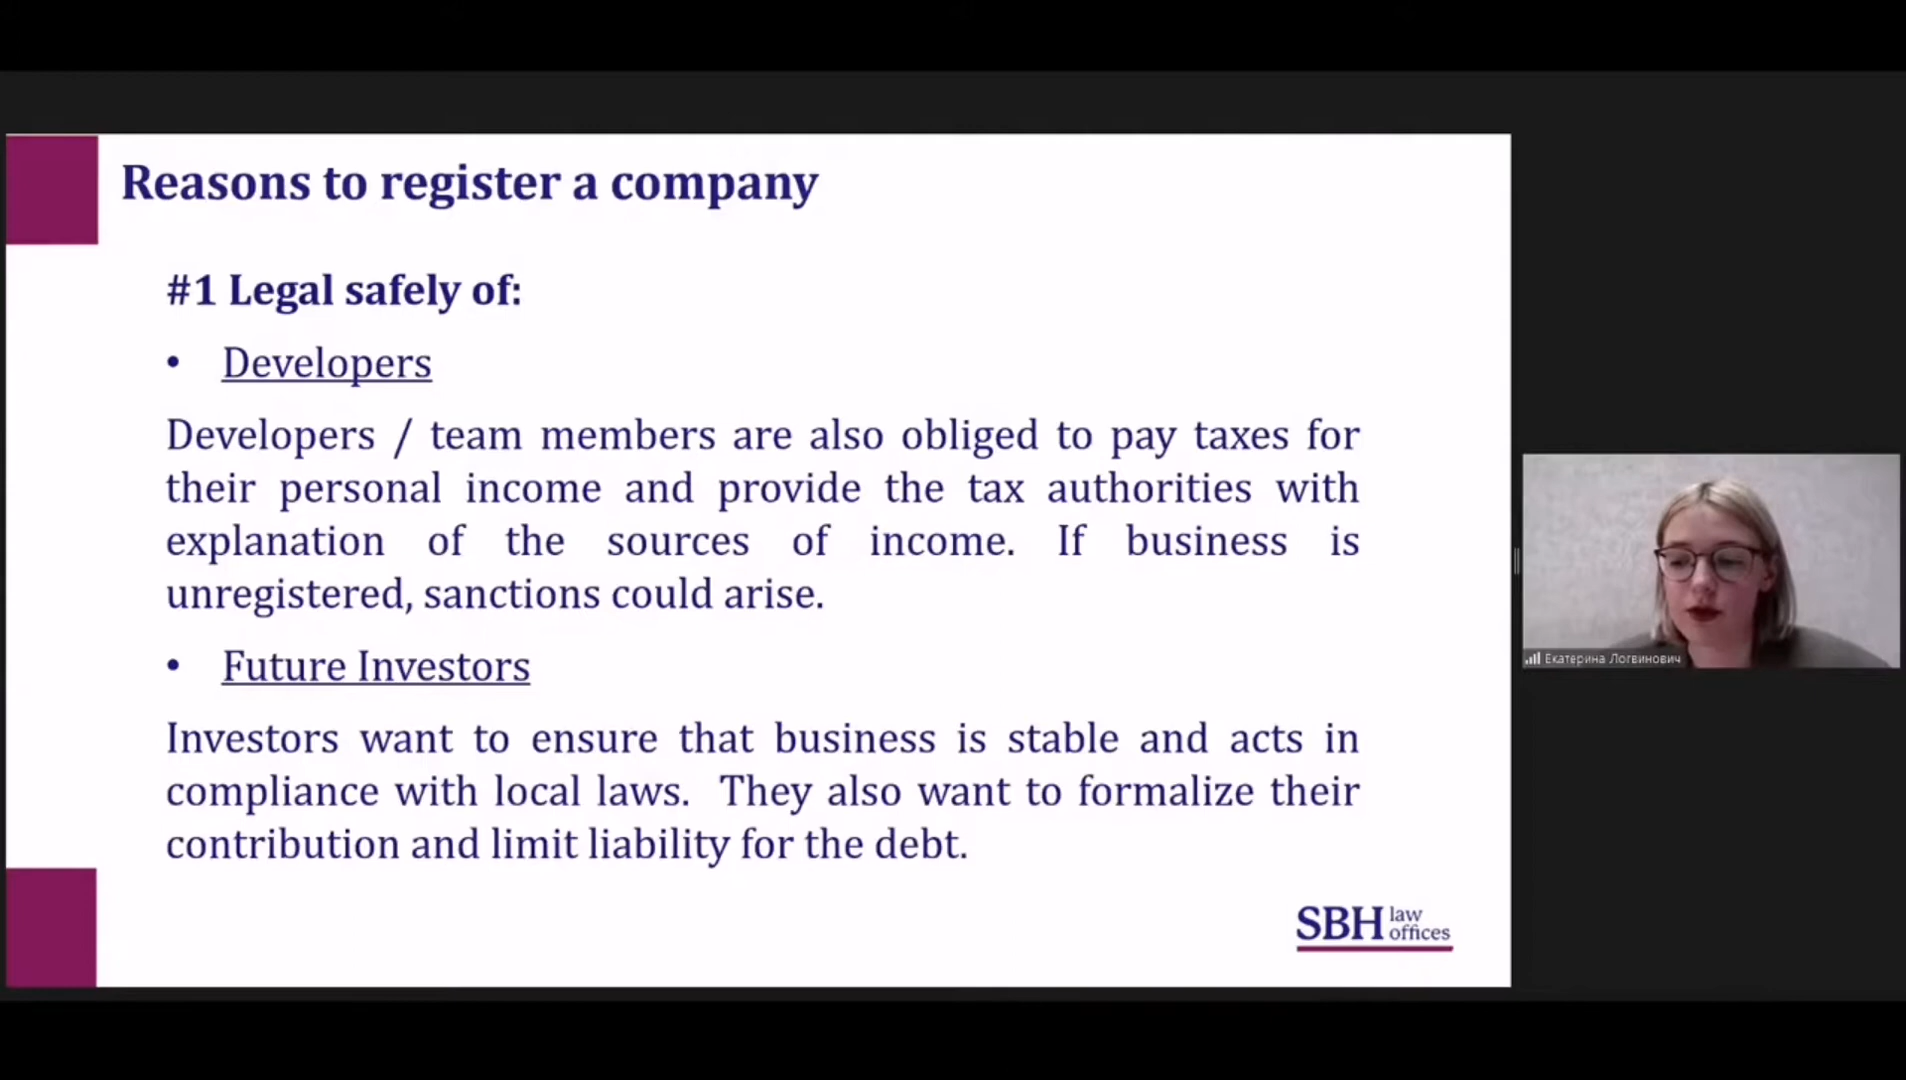 Reasons to register a company
#1 Legal safely of:
• Developers
Developers / team members are also obliged to pay taxes for
their personal income and provide the tax authorities with
explanation of the sources of income. If business is
unregistered, sanctions could arise.
• Future Investors
Investors want to ensure that business is stable and acts in
compliance with local laws. They also want to formalize their
contribution and limit liability for the debt.
SBH law offices
Екатерина Логвинович